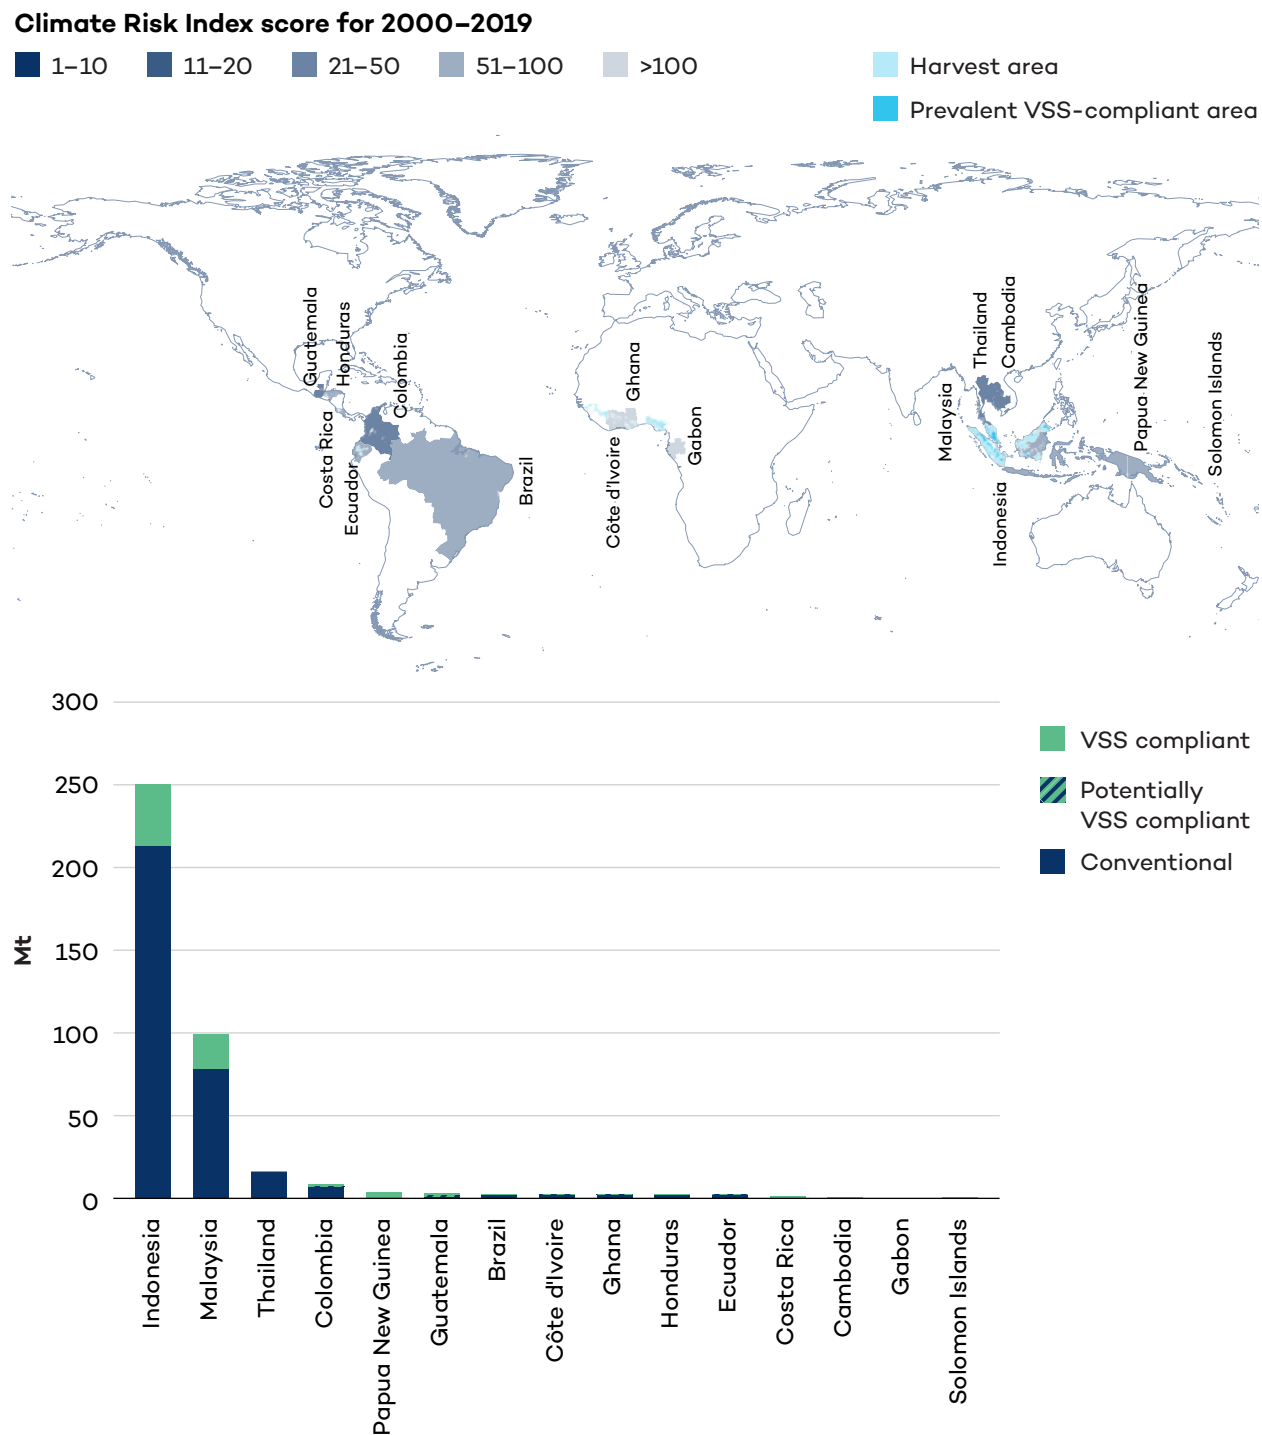 Climate Risk Index score for 2000–2019
1–10
11–20
21–50
51–100
>100
Harvest area
Prevalent VSS-compliant area
Guatemala
Honduras
Colombia
Costa Rica
Ecuador
Brazil
Ghana
Côte d'Ivoire
Gabon
Thailand
Cambodia
Malaysia
Indonesia
Papua New Guinea
Solomon Islands
300
250
200
150
100
50
0
Mt
VSS compliant
Potentially
VSS compliant
Conventional
Indonesia
Malaysia
Thailand
Colombia
Papua New Guinea
Guatemala
Brazil
Côte d'Ivoire
Ghana
Honduras
Ecuador
Costa Rica
Cambodia
Gabon
Solomon Islands